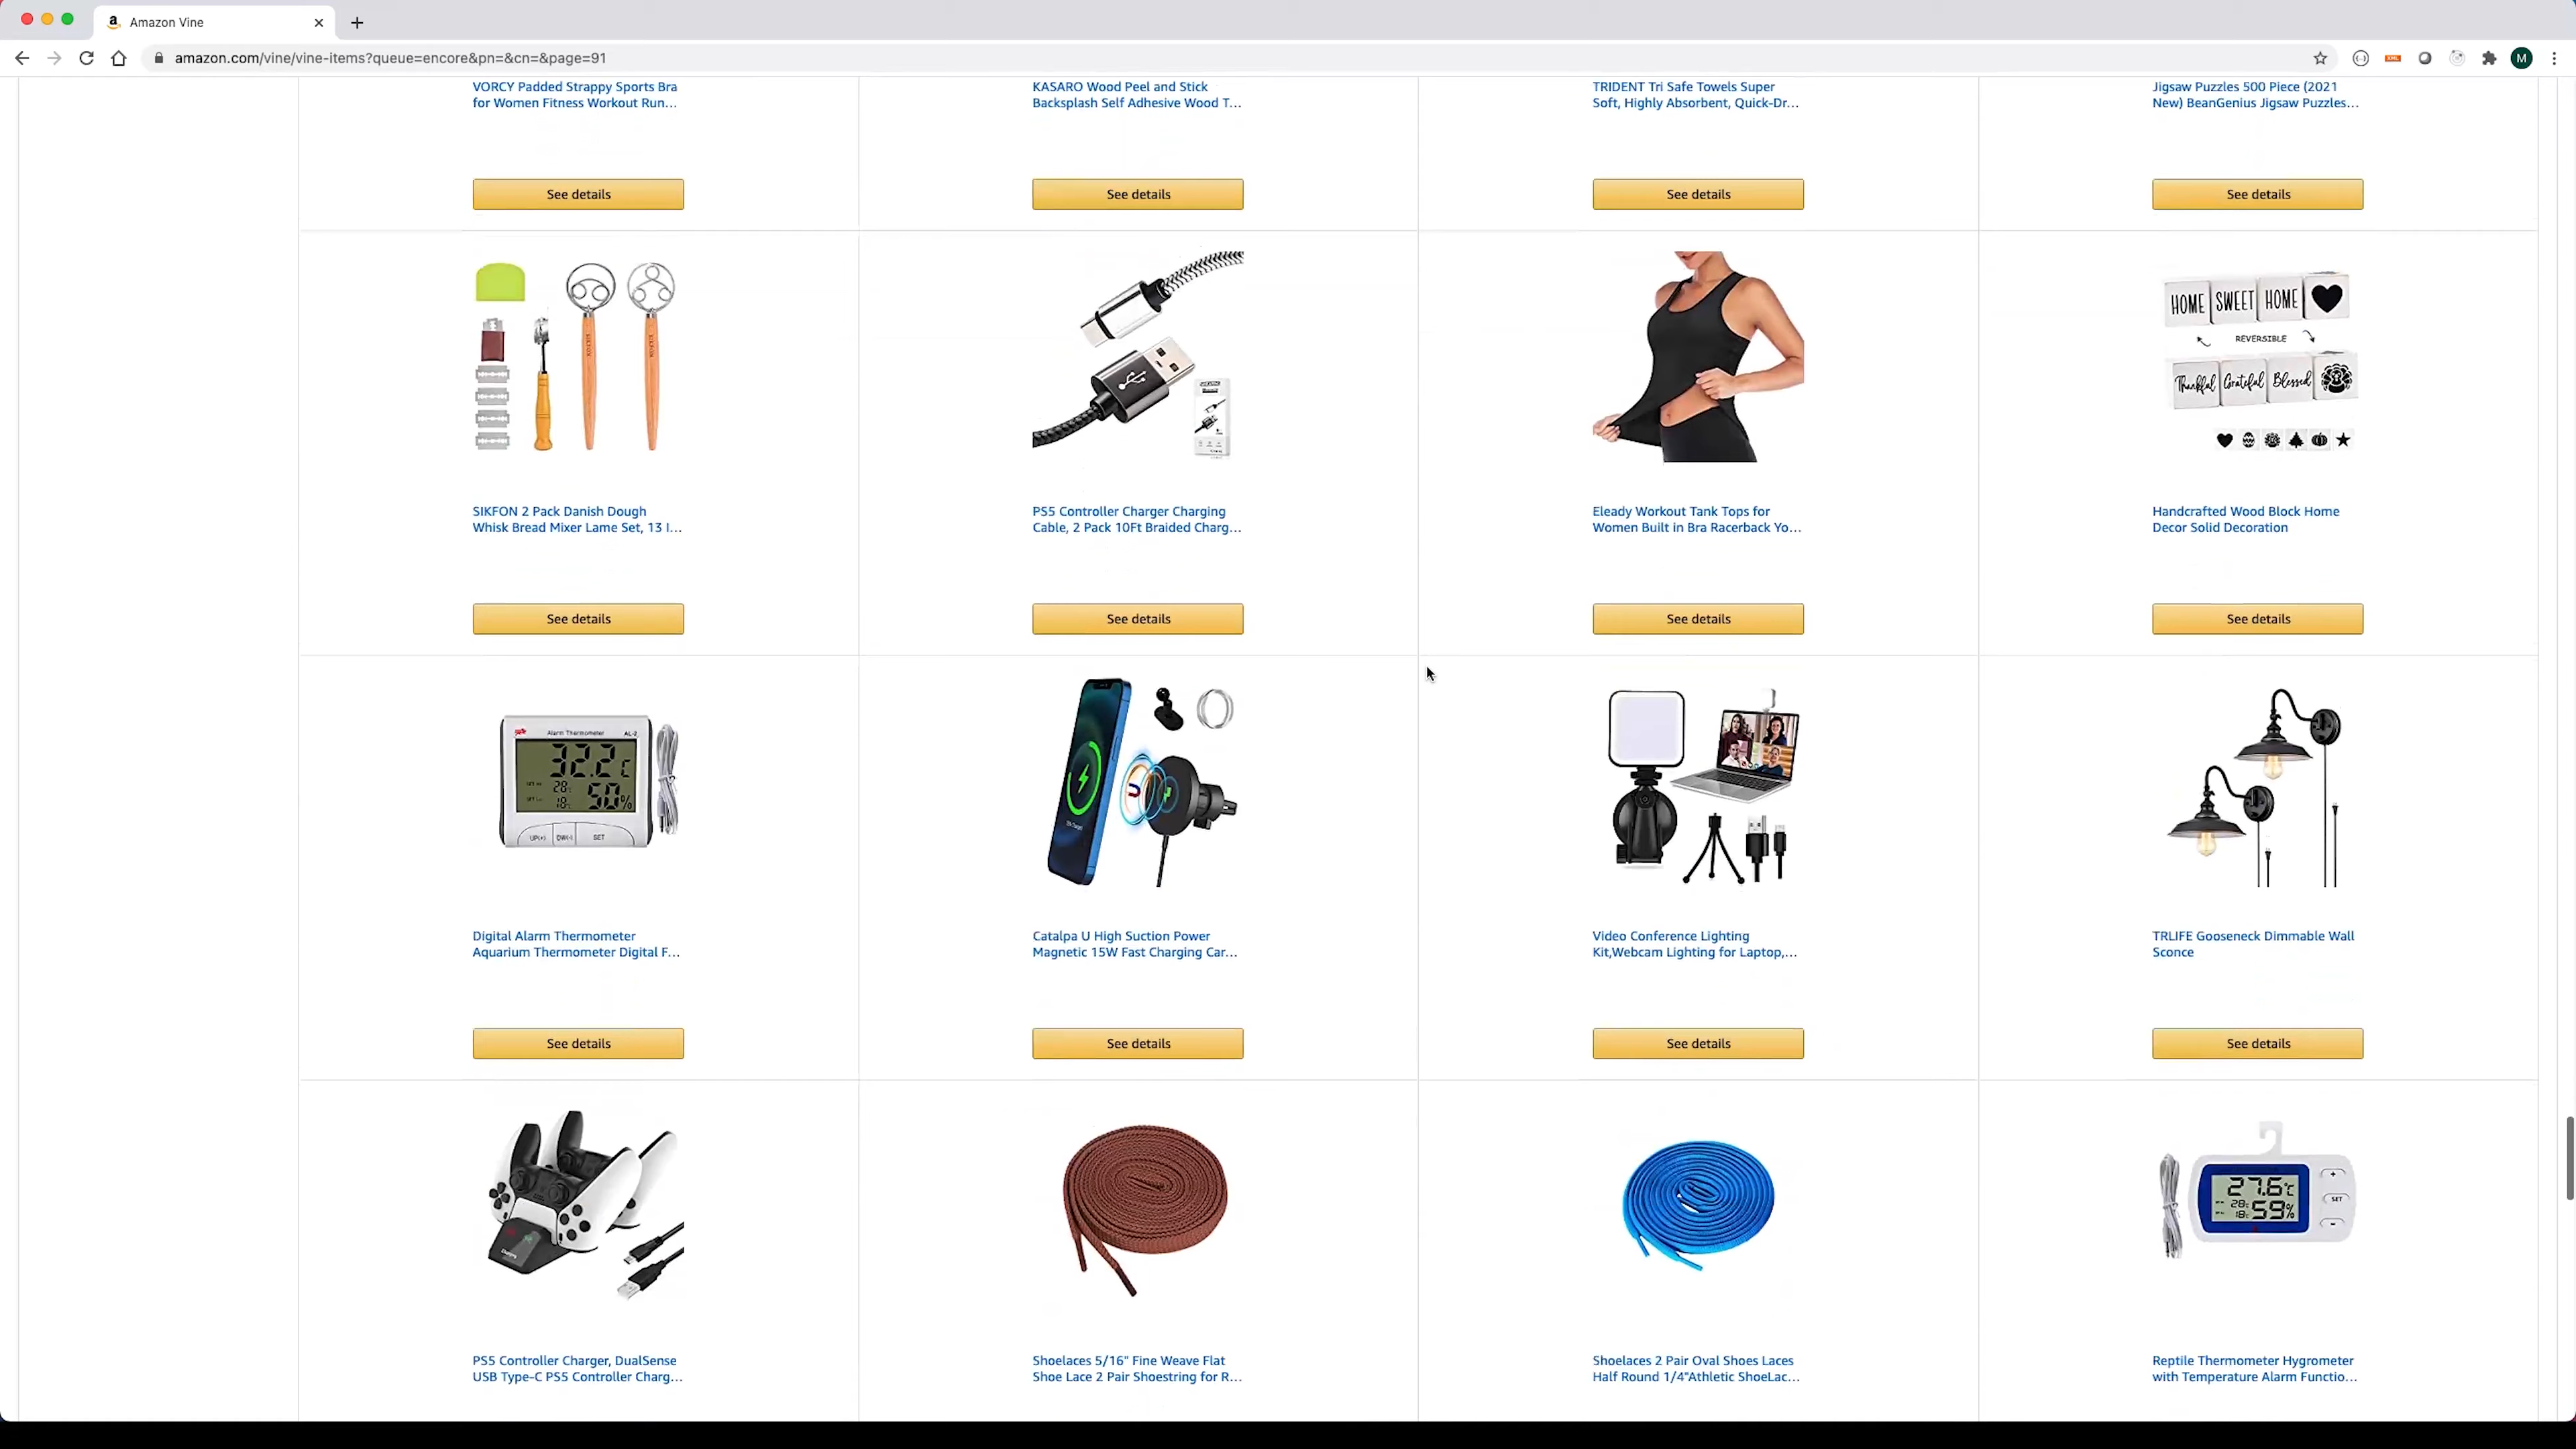 Amazon Vine
amazon.com/vine/vine-items?queue=encore&pn=&cn=&page=91
M
VORCY Padded Strappy Sports Bra
for Women Fitness Workout Run...
KASARO Wood Peel and Stick
Backsplash Self Adhesive Wood T...
TRIDENT Tri Safe Towels Super
Soft, Highly Absorbent, Quick-Dr...
Jigsaw Puzzles 500 Piece (2021
New) BeanGenius Jigsaw Puzzles...
See details
See details
See details
See details
HOME SWEET HOME
REVERSIBLE
Thankful Grateful Blessed
SIKFON 2 Pack Danish Dough
Whisk Bread Mixer Lame Set, 13 I...
PS5 Controller Charger Charging
Cable, 2 Pack 10Ft Braided Charg...
Eleady Workout Tank Tops for
Women Built in Bra Racerback Yo...
Handcrafted Wood Block Home
Decor Solid Decoration
See details
See details
See details
See details
Alarm Thermometer AL-2
32.2 c
28
18 50%
UP(+) DW(-) SET
Digital Alarm Thermometer
Aquarium Thermometer Digital F...
Catalpa U High Suction Power
Magnetic 15W Fast Charging Car...
Video Conference Lighting
Kit,Webcam Lighting for Laptop,...
TRLIFE Gooseneck Dimmable Wall
Sconce
See details
See details
See details
See details
27.6°c
28
18 59%
+
SET
-
PS5 Controller Charger, DualSense
USB Type-C PS5 Controller Charg...
Shoelaces 5/16" Fine Weave Flat
Shoe Lace 2 Pair Shoestring for R...
Shoelaces 2 Pair Oval Shoes Laces
Half Round 1/4"Athletic ShoeLac...
Reptile Thermometer Hygrometer
with Temperature Alarm Functio...